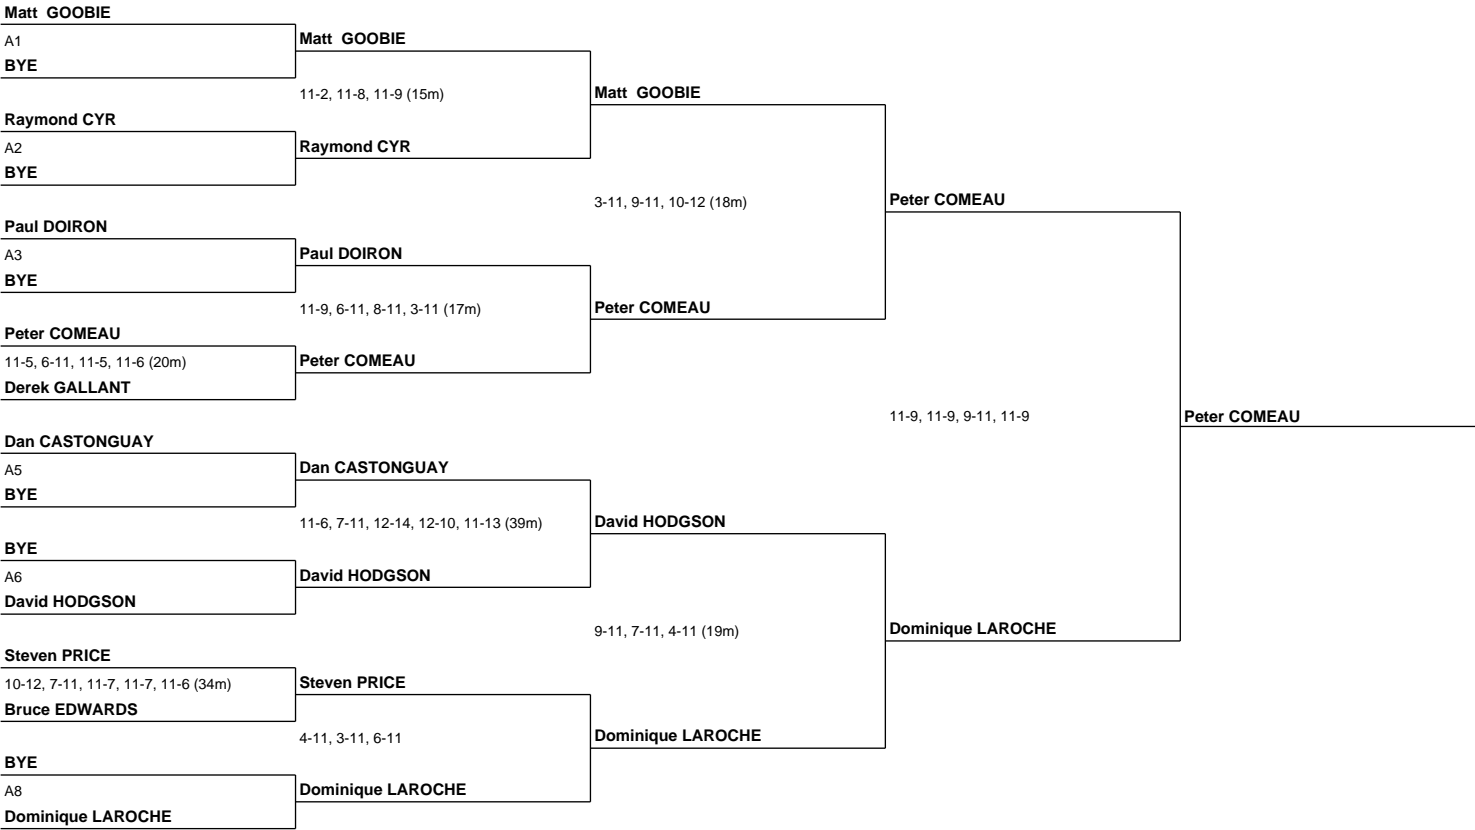 Matt  GOOBIE
A1
BYE
Raymond CYR
A2
BYE
Paul DOIRON
A3
BYE
Peter COMEAU
11-5, 6-11, 11-5, 11-6 (20m)
Derek GALLANT
Dan CASTONGUAY
A5
BYE
BYE
A6
David HODGSON
Steven PRICE
10-12, 7-11, 11-7, 11-7, 11-6 (34m)
Bruce EDWARDS
BYE
A8
Dominique LAROCHE
Matt  GOOBIE
11-2, 11-8, 11-9 (15m)
Raymond CYR
Paul DOIRON
11-9, 6-11, 8-11, 3-11 (17m)
Peter COMEAU
Dan CASTONGUAY
11-6, 7-11, 12-14, 12-10, 11-13 (39m)
David HODGSON
Steven PRICE
4-11, 3-11, 6-11
Dominique LAROCHE
Matt  GOOBIE
3-11, 9-11, 10-12 (18m)
Peter COMEAU
David HODGSON
9-11, 7-11, 4-11 (19m)
Dominique LAROCHE
Peter COMEAU
11-9, 11-9, 9-11, 11-9
Dominique LAROCHE
Peter COMEAU